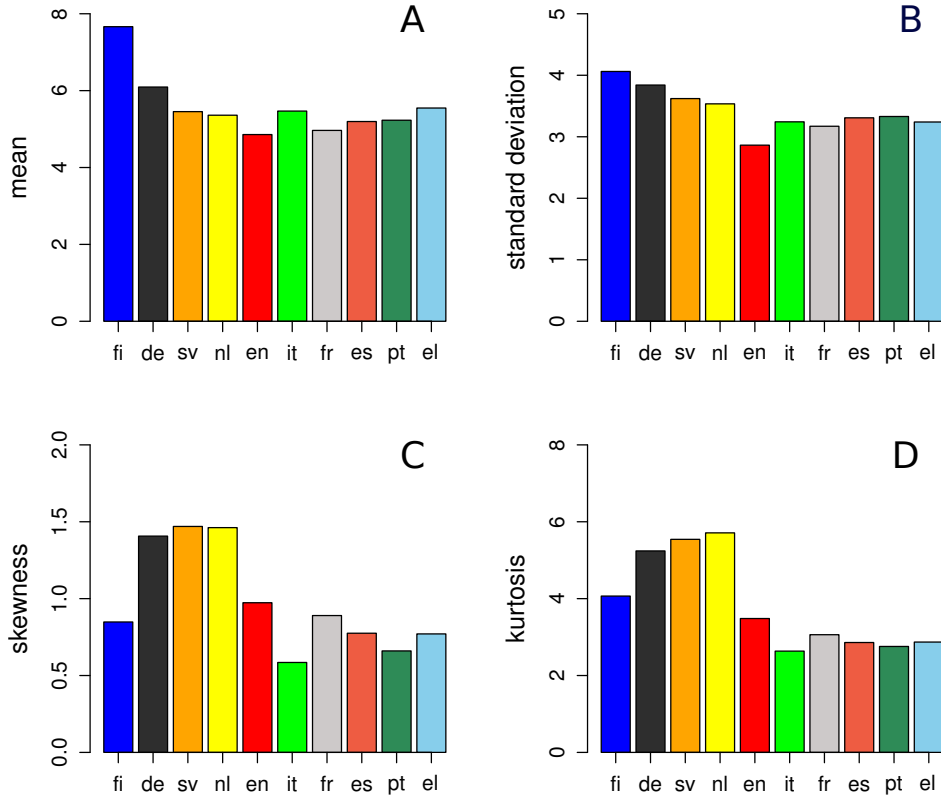 A
mean
0 2 4 6 8
fi de sv nl en it fr es pt el
B
standard deviation
0 1 2 3 4 5
fi de sv nl en it fr es pt el
C
skewness
0.0 0.5 1.0 1.5 2.0
fi de sv nl en it fr es pt el
D
kurtosis
0 2 4 6 8
fi de sv nl en it fr es pt el